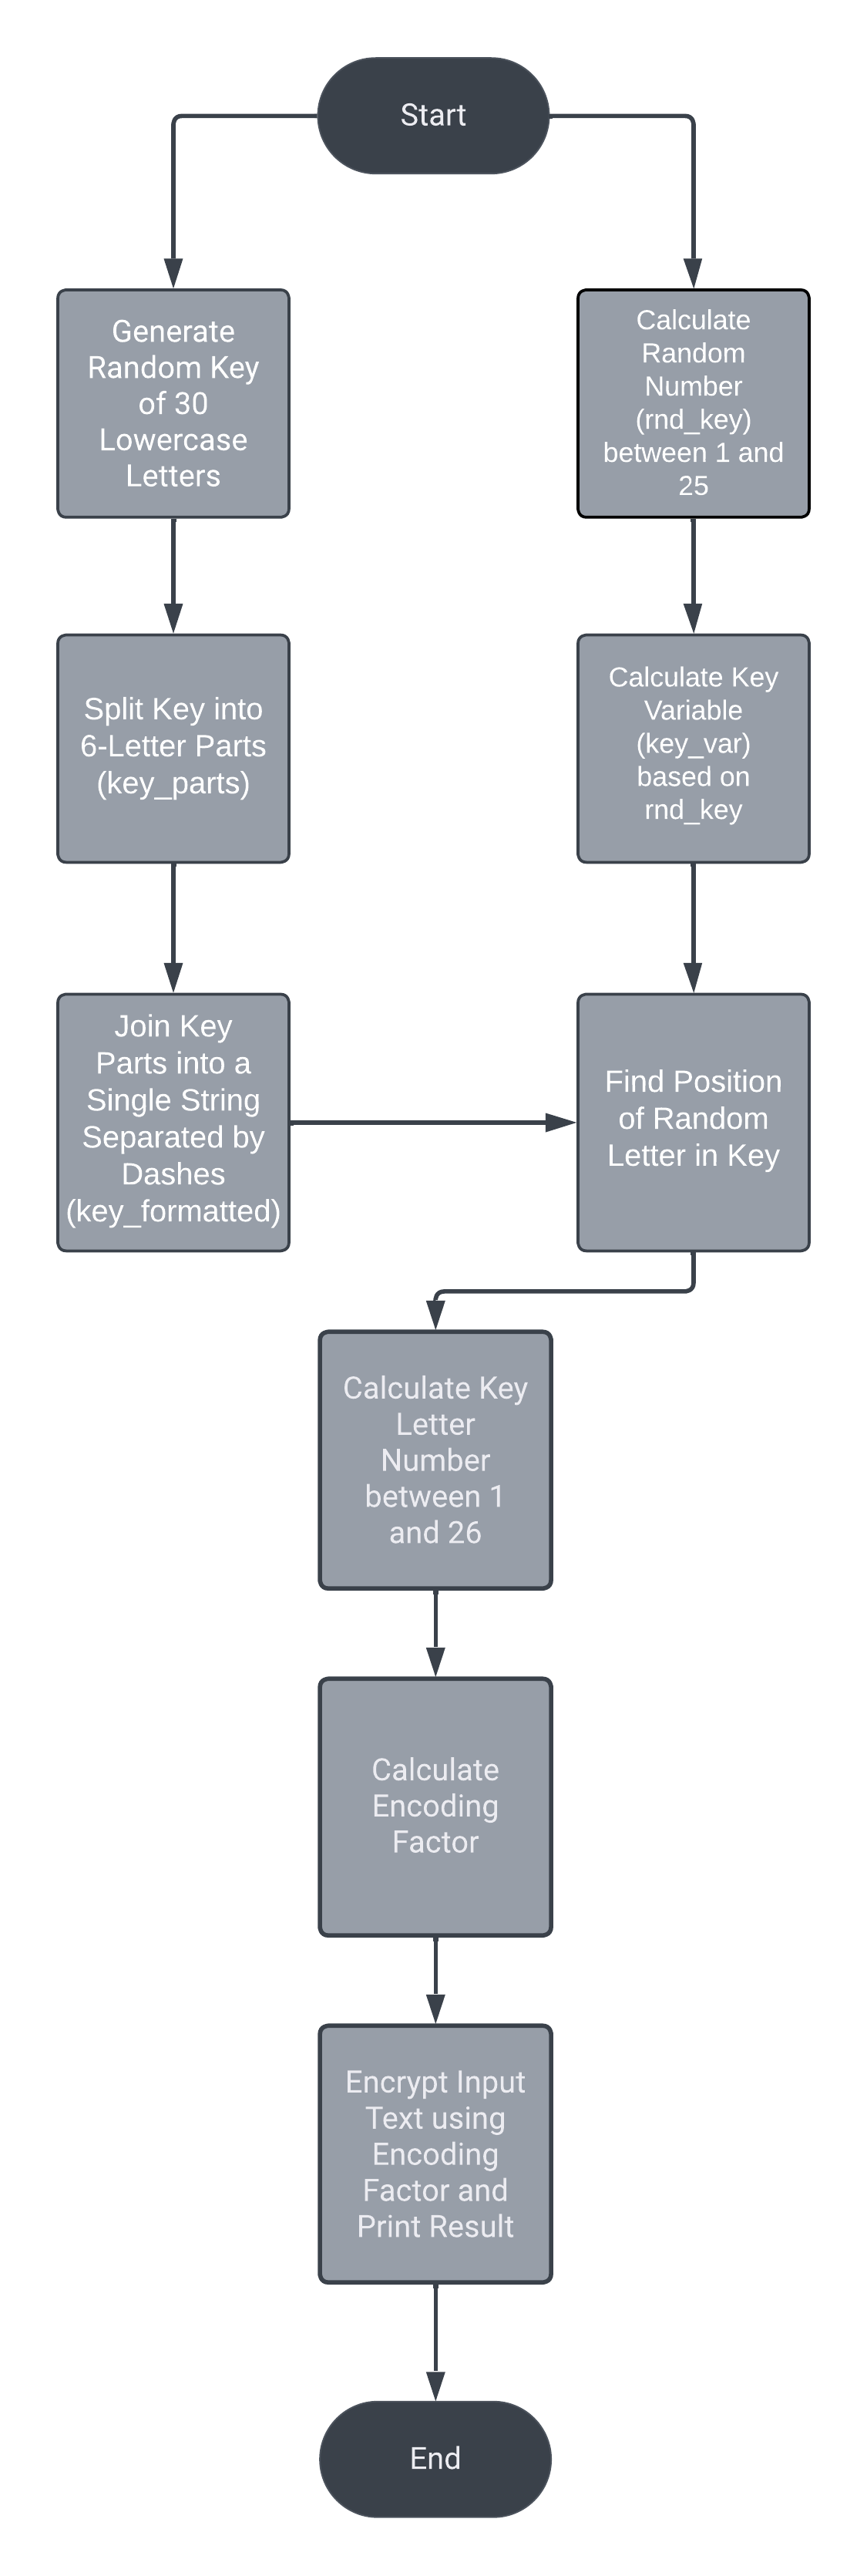 Start
Generate
Random Key
of 30
Lowercase
Letters
Calculate
Random
Number
(rnd_key)
between 1 and
25
Split Key into
6-Letter Parts
(key_parts)
Calculate Key
Variable
(key_var)
based on
rnd_key
Join Key
Parts into a
Single String
Separated by
Dashes
(key_formatted)
Find Position
of Random
Letter in Key
Calculate Key
Letter
Number
between 1
and 26
Calculate
Encoding
Factor
Encrypt Input
Text using
Encoding
Factor and
Print Result
End